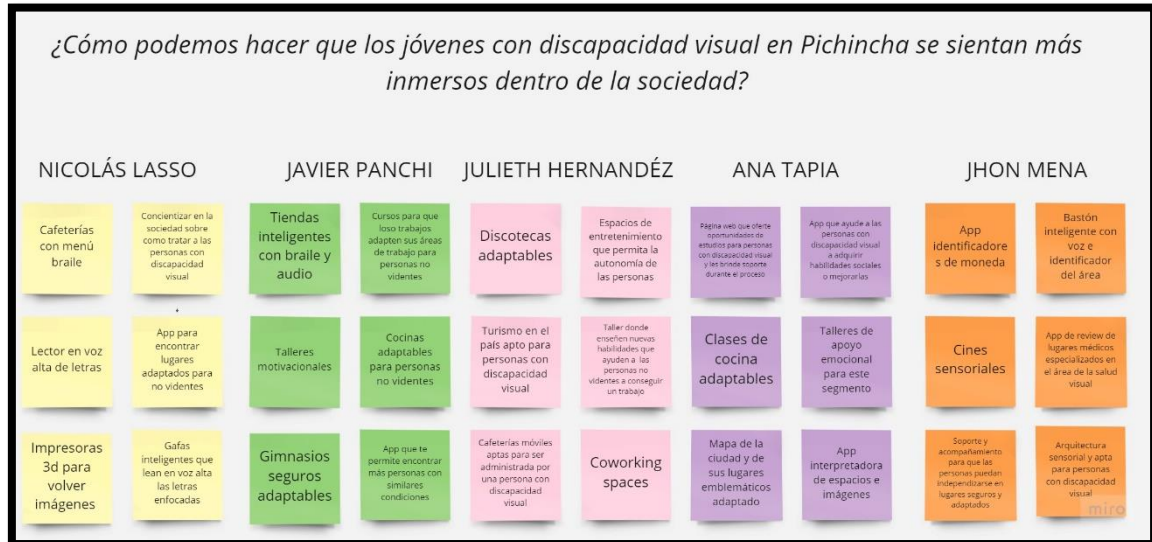 ¿Cómo podemos hacer que los jóvenes con discapacidad visual en Pichincha se sientan más
inmersos dentro de la sociedad?
NICOLÁS LASSO
JAVIER PANCHI
JULIETH HERNANDÉZ
ANA TAPIA
JHON MENA
Cafeterías
con menú
braile
Concientizar en la
sociedad sobre
como tratar a las
personas con
discapacidad
visual
Tiendas
inteligentes
con braile y
audio
Cursos para que
loso trabajos
adapten sus áreas
de trabajo para
personas no
videntes
Discotecas
adaptables
Espacios de
entretenimiento
que permita la
autonomía de
las personas
Página web que oferte
oportunidades de
estudios para personas
con discapacidad visual
y les brinde soporte
durante el proceso
App que ayude a las
personas con
discapacidad visual
a adquirir
habilidades sociales
o mejorarlas
App
identificadore
s de moneda
Bastón
inteligente con
voz e
identificador
del área
Lector en voz
alta de letras
App para
encontrar
lugares
adaptados para
no videntes
Talleres
motivacionales
Cocinas
adaptables
para personas
no videntes
Turismo en el
país apto para
personas con
discapacidad
visual
Taller donde
enseñen nuevas
habilidades que
ayuden a las
personas no
videntes a conseguir
un trabajo
Clases de
cocina
adaptables
Talleres de
apoyo
emocional
para este
segmento
Cines
sensoriales
App de review de
lugares médicos
especializados en
el área de la salud
visual
Impresoras
3d para
volver
imágenes
Gafas
inteligentes que
lean en voz alta
las letras
enfocadas
Gimnasios
seguros
adaptables
App que te
permite encontrar
más personas con
similares
condiciones
Cafeterías móviles
aptas para ser
administrada por
una persona con
discapacidad
visual
Coworking
spaces
Mapa de la
ciudad y de
sus lugares
emblemáticos
adaptado
App
interpretadora
de espacios e
imágenes
Soporte y
acompañamiento
para que las
personas puedan
independizarse en
lugares seguros y
adaptados
Arquitectura
sensorial y apta
para personas
con discapacidad
visual
miro